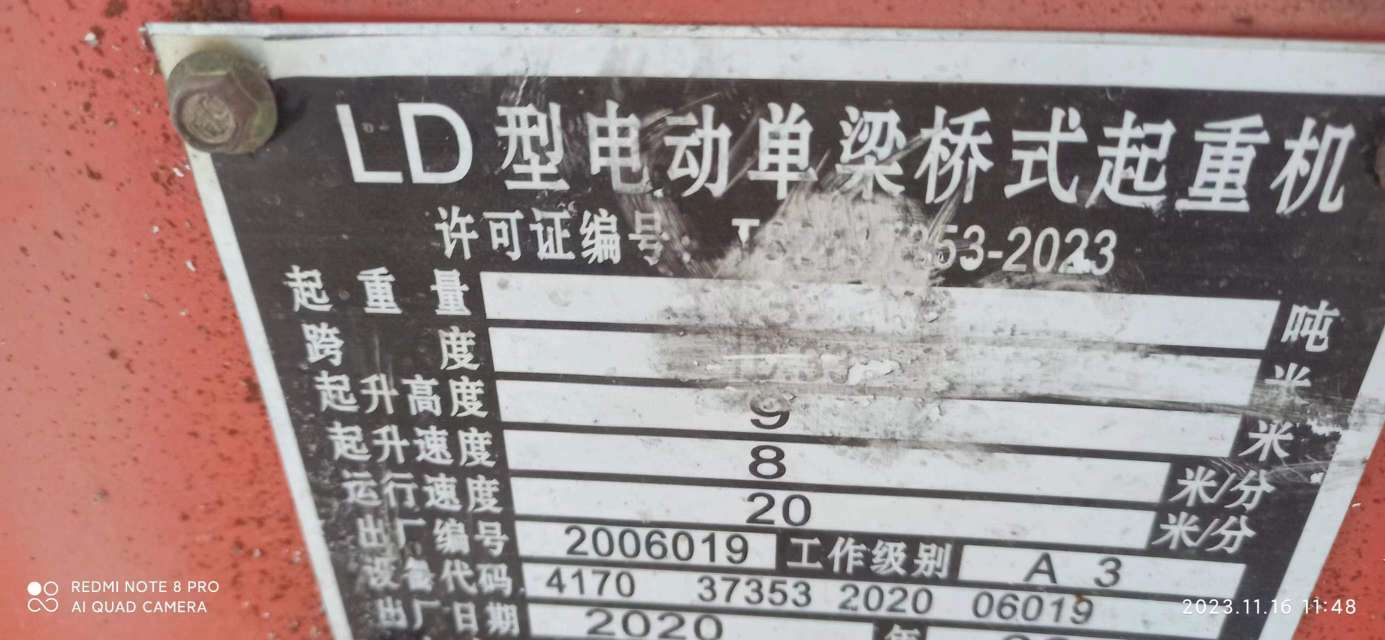 LD型电动单梁桥式起重机
许可证编号 53-2023
起重量 吨
跨度 米
起升高度 9 米
起升速度 8 米/分
运行速度 20 米/分
出厂编号 2006019 工作级别 A 3
设备代码 4170 37353 2020 06019
出厂日期 2020 年
REDMI NOTE 8 PRO
AI QUAD CAMERA
2023.11.16 11:48